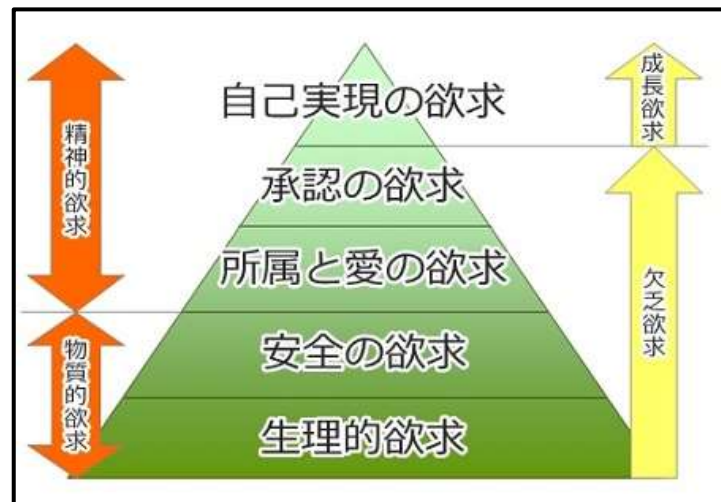 自己実現の欲求
承認の欲求
所属と愛の欲求
安全の欲求
生理的欲求
精神的欲求
物質的欲求
成長欲求
欠乏欲求